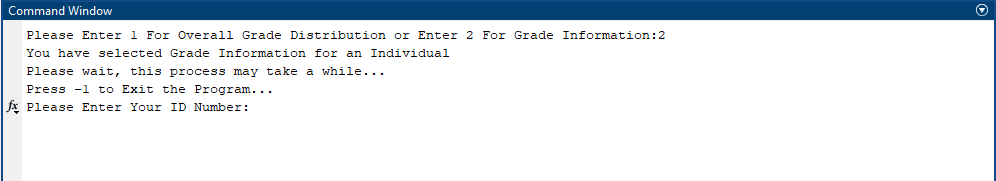 Command Window
Please Enter 1 For Overall Grade Distribution or Enter 2 For Grade Information:2
You have selected Grade Information for an Individual
Please wait, this process may take a while...
Press -1 to Exit the Program...
fx Please Enter Your ID Number: